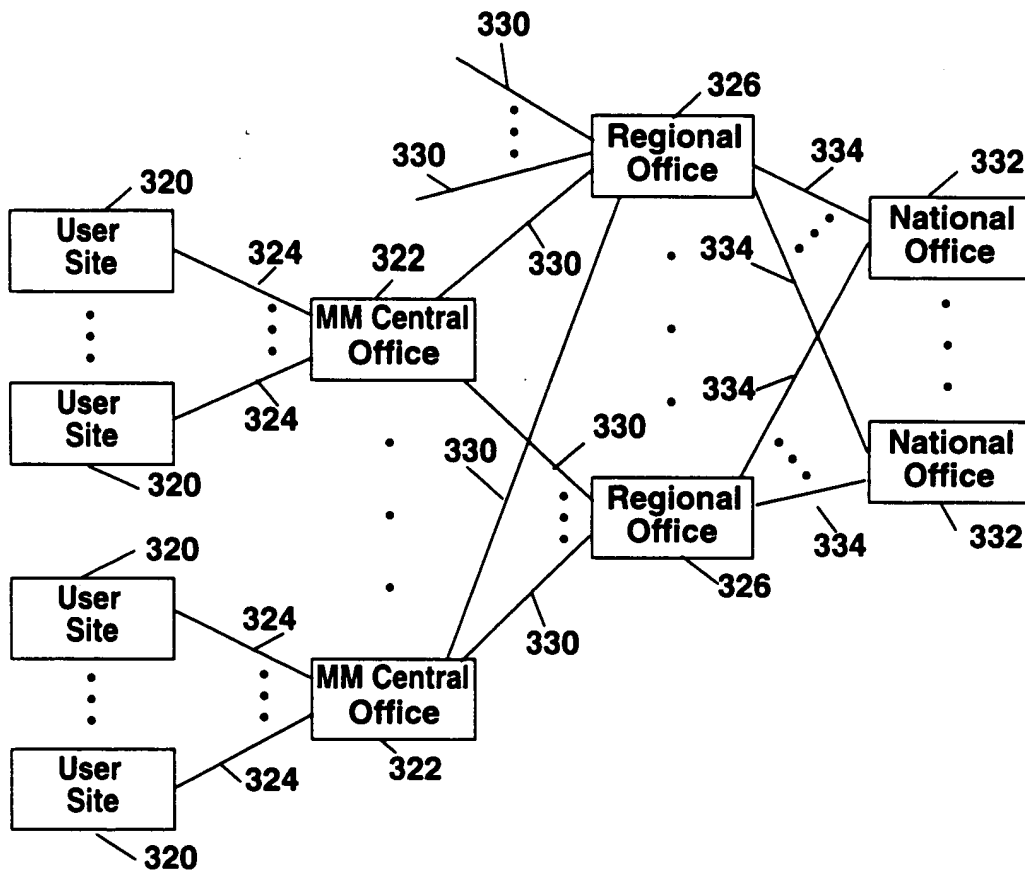 330
326
Regional
Office
330
334
332
National
Office
320
User
Site
324
322
330
334
MM Central
Office
324
334
User
Site
320
330
330
National
Office
332
Regional
Office
334
326
320
User
Site
324
330
MM Central
Office
322
324
User
Site
320